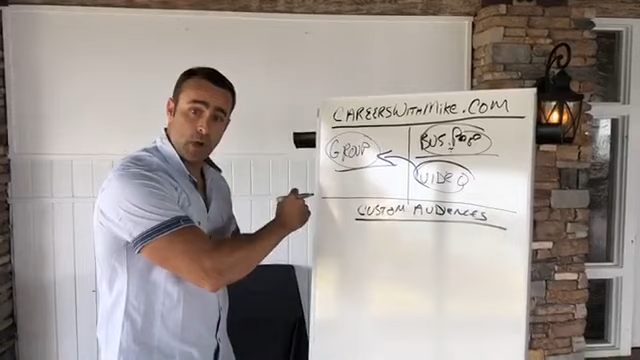 CAREERSWITHMIKE.COM
GROUP
BUS. PAGE
VIDEO
CUSTOM AUDIENCES